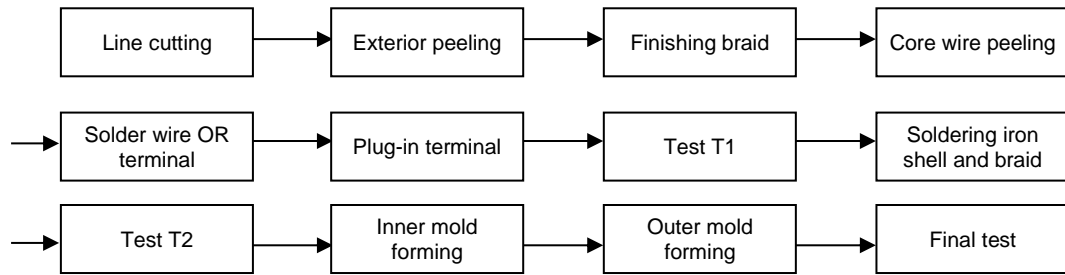 Line cutting
Exterior peeling
Finishing braid
Core wire peeling
Solder wire OR
terminal
Plug-in terminal
Test T1
Soldering iron
shell and braid
Test T2
Inner mold
forming
Outer mold
forming
Final test